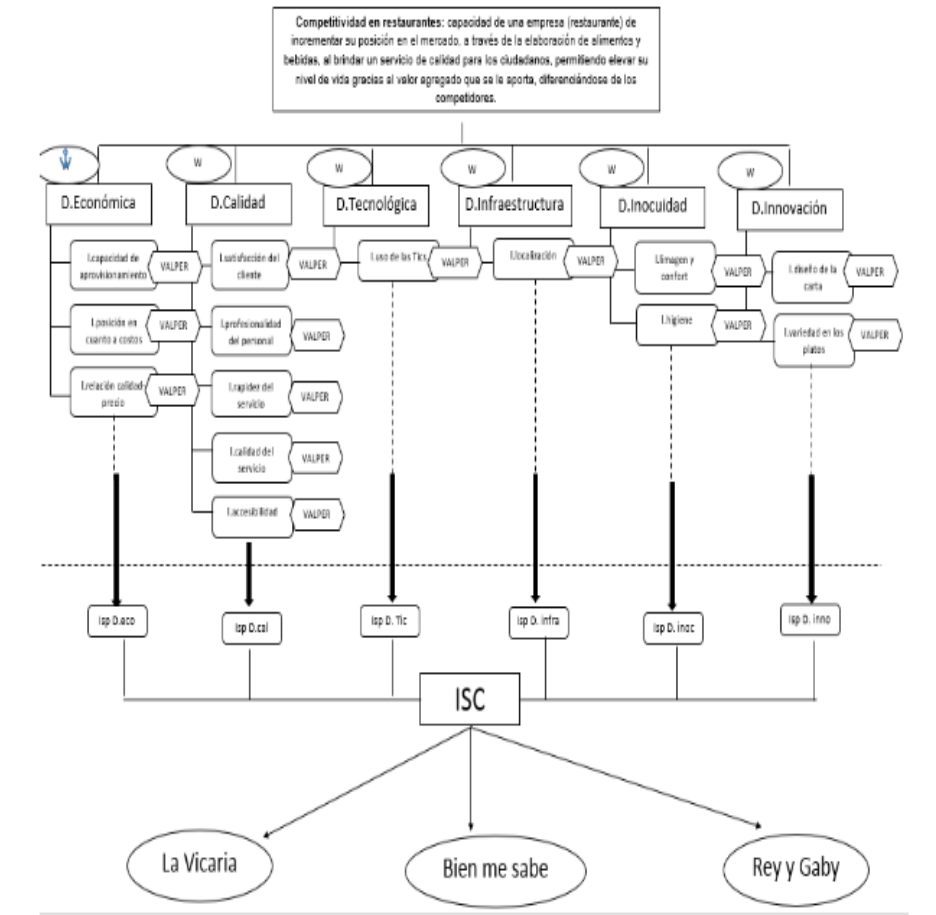 Competitividad en restaurantes: capacidad de una empresa (restaurante) de
incrementar su posición en el mercado, a través de la elaboración de alimentos y
bebidas, al brindar un servicio de calidad para los ciudadanos, permitiendo elevar su
nivel de vida gracias al valor agregado que se le aporta, diferenciándose de los
competidores.
W
W
W
W
W
D.Económica
D.Calidad
D.Tecnológica
D.Infraestructura
D.Inocuidad
D.Innovación
I.capacidad de
aprovisionamiento
VALPER
I.satisfacción del
cliente
VALPER
I.uso de las Tics
VALPER
I.localización
VALPER
I.imagen y
confort
VALPER
I.diseño de la
carta
VALPER
I.posición en
cuanto a costos
VALPER
I.profesionalidad
del personal
VALPER
I.higiene
VALPER
I.variedad en los
platos
VALPER
I.relación calidad-
precio
VALPER
I.rapidez del
servicio
VALPER
I.calidad del
servicio
VALPER
I.accesibilidad
VALPER
Isp D.eco
Isp D.cal
Isp D. Tic
Isp D. infra
Isp D. inoc
Isp D. inno
ISC
La Vicaria
Bien me sabe
Rey y Gaby